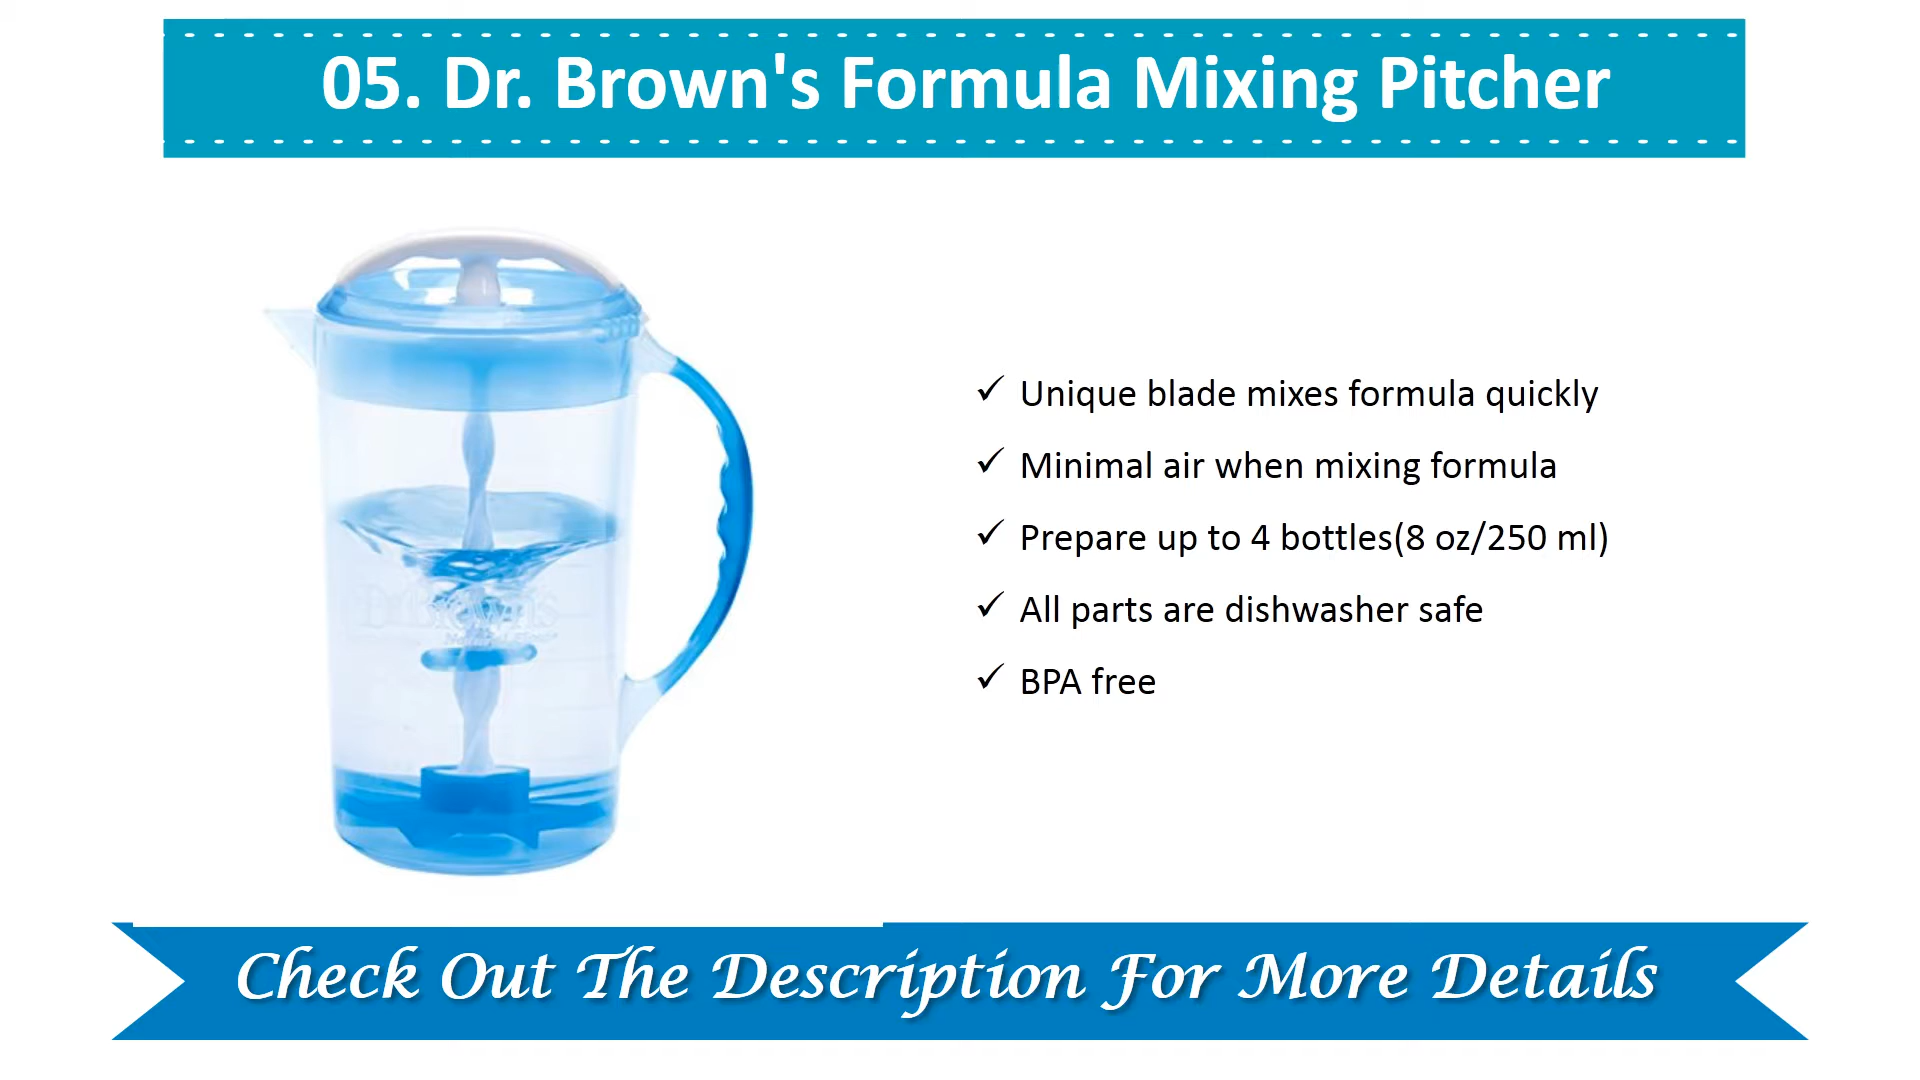 05. Dr. Brown's Formula Mixing Pitcher
Unique blade mixes formula quickly
Minimal air when mixing formula
Prepare up to 4 bottles(8 oz/250 ml)
All parts are dishwasher safe
BPA free
Dr Brown's
Check Out The Description For More Details